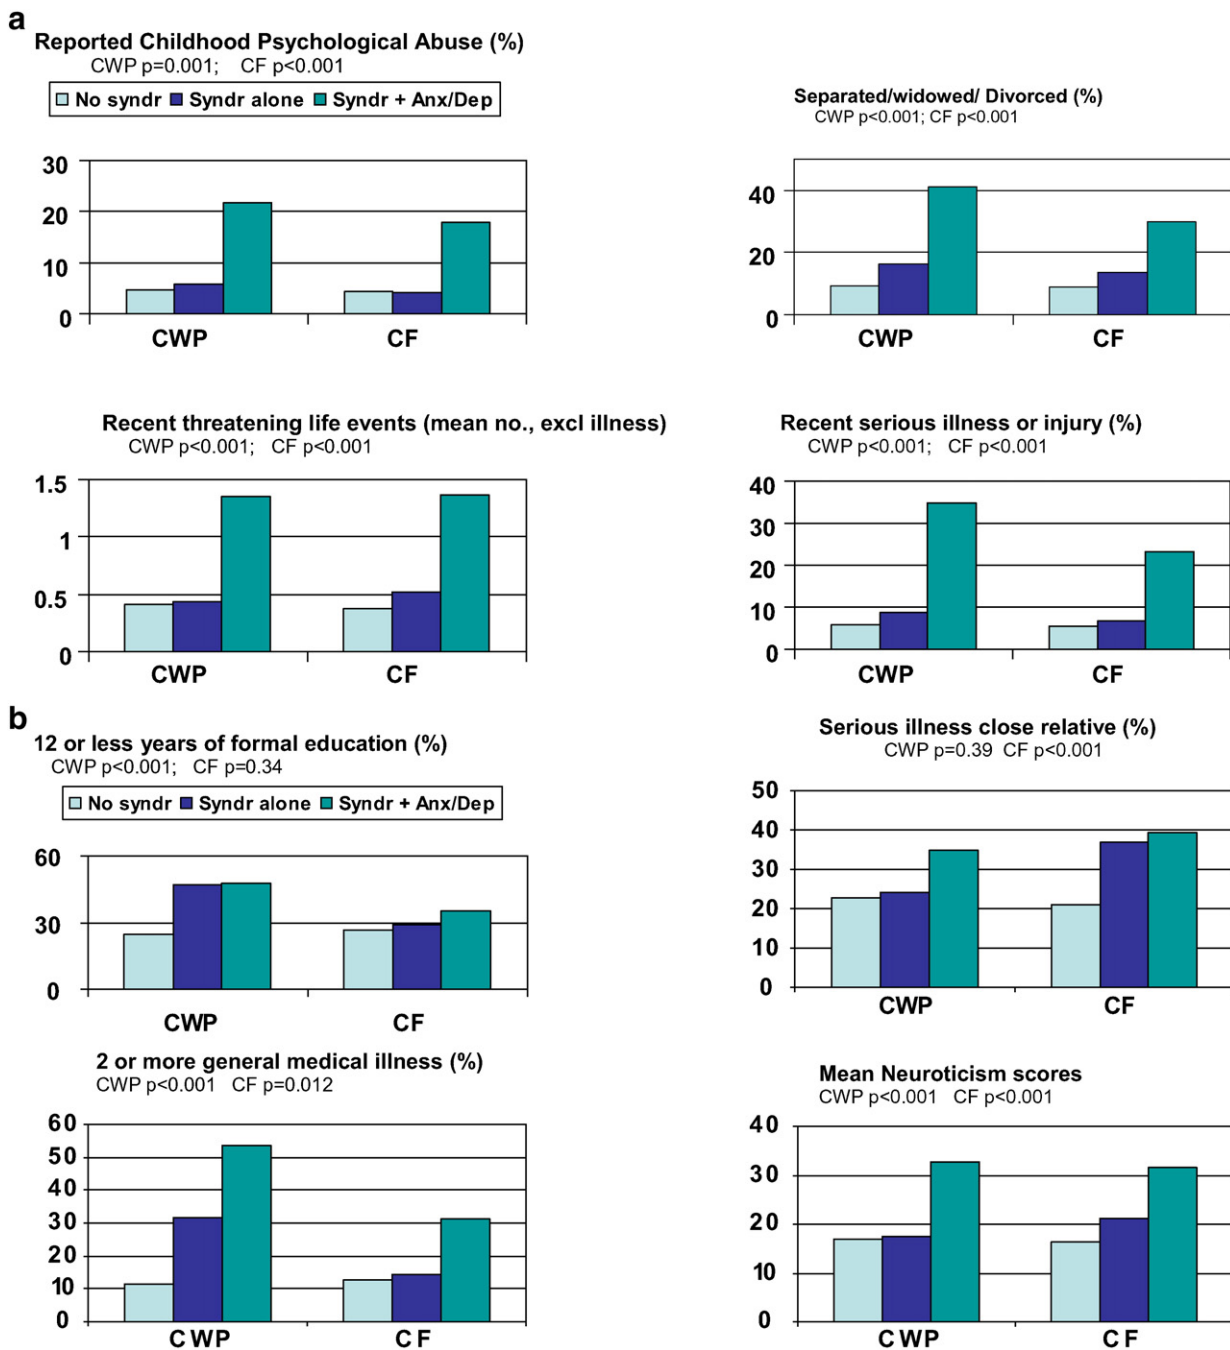 a
Reported Childhood Psychological Abuse (%)
CWP p=0.001; CF p<0.001
No syndr Syndr alone Syndr + Anx/Dep
30
20
10
0
CWP CF
Separated/widowed/ Divorced (%)
CWP p<0.001; CF p<0.001
40
20
0
CWP CF
Recent threatening life events (mean no., excl illness)
CWP p<0.001; CF p<0.001
1.5
1
0.5
0
CWP CF
Recent serious illness or injury (%)
CWP p<0.001; CF p<0.001
40
30
20
10
0
CWP CF
b
12 or less years of formal education (%)
CWP p<0.001; CF p=0.34
No syndr Syndr alone Syndr + Anx/Dep
60
30
0
CWP CF
Serious illness close relative (%)
CWP p=0.39 CF p<0.001
50
40
30
20
10
0
CWP CF
2 or more general medical illness (%)
CWP p<0.001 CF p=0.012
60
50
40
30
20
10
0
CWP CF
Mean Neuroticism scores
CWP p<0.001 CF p<0.001
40
30
20
10
0
CWP CF